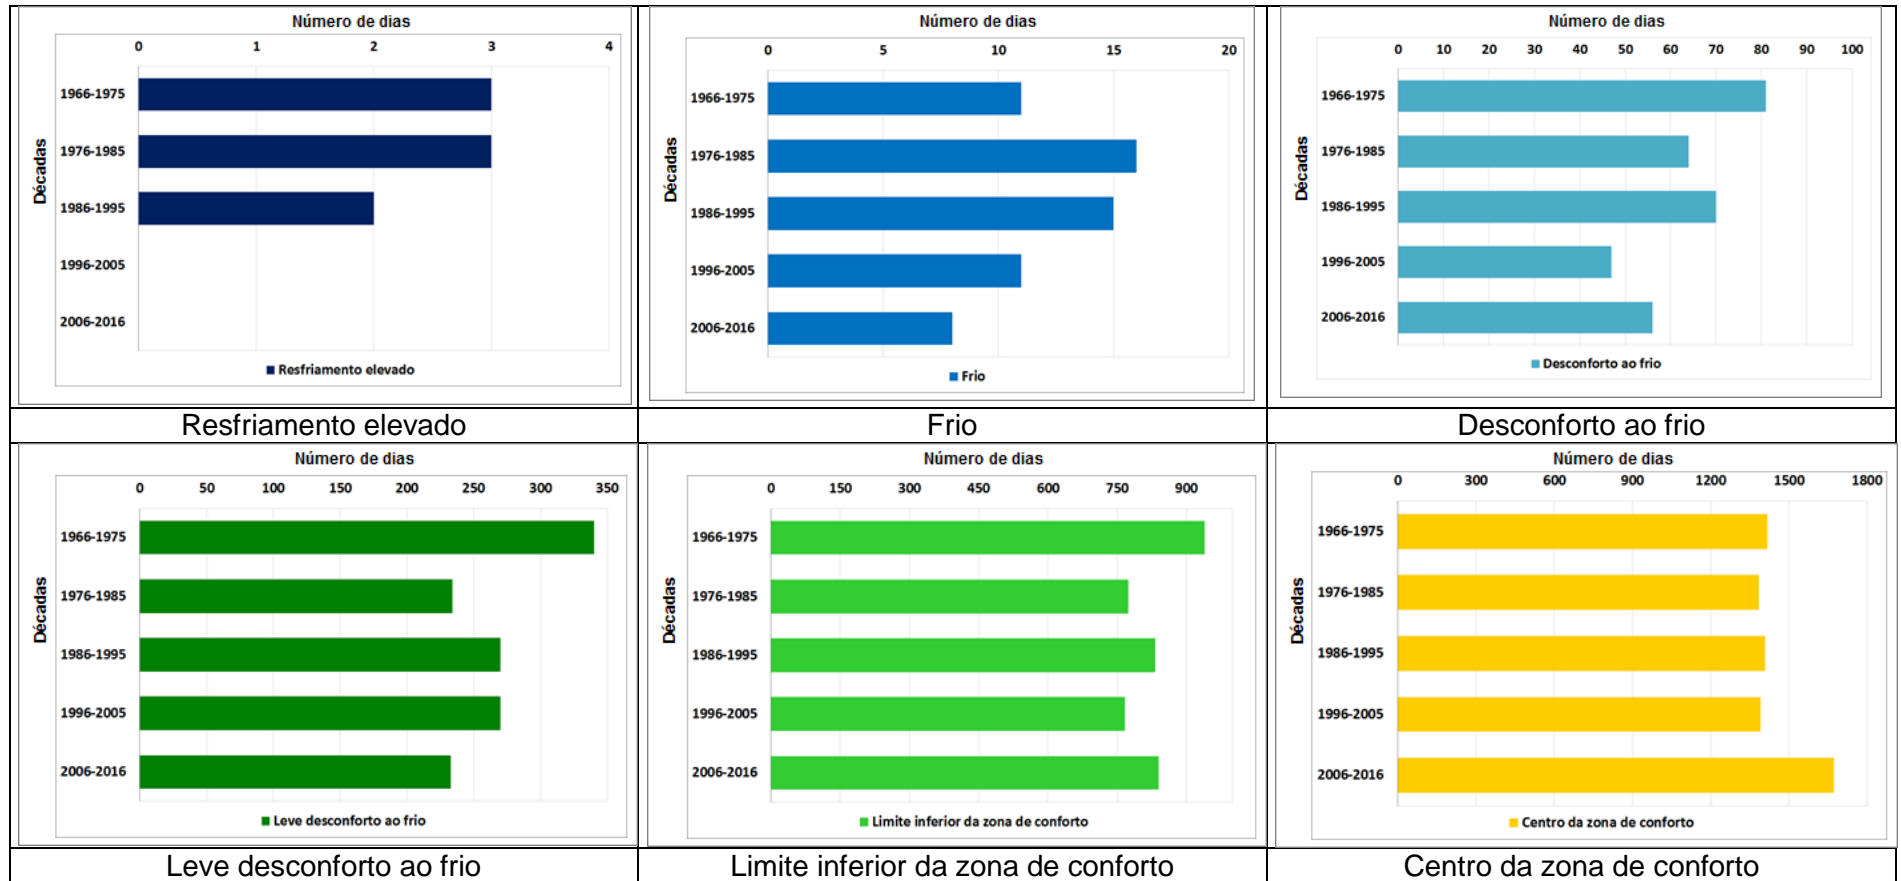 Número de dias
0 1 2 3 4
Décadas
1966-1975
1976-1985
1986-1995
1996-2005
2006-2016
Resfriamento elevado
Resfriamento elevado
Número de dias
0 5 10 15 20
Décadas
1966-1975
1976-1985
1986-1995
1996-2005
2006-2016
Frio
Frio
Número de dias
0 10 20 30 40 50 60 70 80 90 100
Décadas
1966-1975
1976-1985
1986-1995
1996-2005
2006-2016
Desconforto ao frio
Desconforto ao frio
Número de dias
0 50 100 150 200 250 300 350
Décadas
1966-1975
1976-1985
1986-1995
1996-2005
2006-2016
Leve desconforto ao frio
Leve desconforto ao frio
Número de dias
0 150 300 450 600 750 900
Décadas
1966-1975
1976-1985
1986-1995
1996-2005
2006-2016
Limite inferior da zona de conforto
Limite inferior da zona de conforto
Número de dias
0 300 600 900 1200 1500 1800
Décadas
1966-1975
1976-1985
1986-1995
1996-2005
2006-2016
Centro da zona de conforto
Centro da zona de conforto